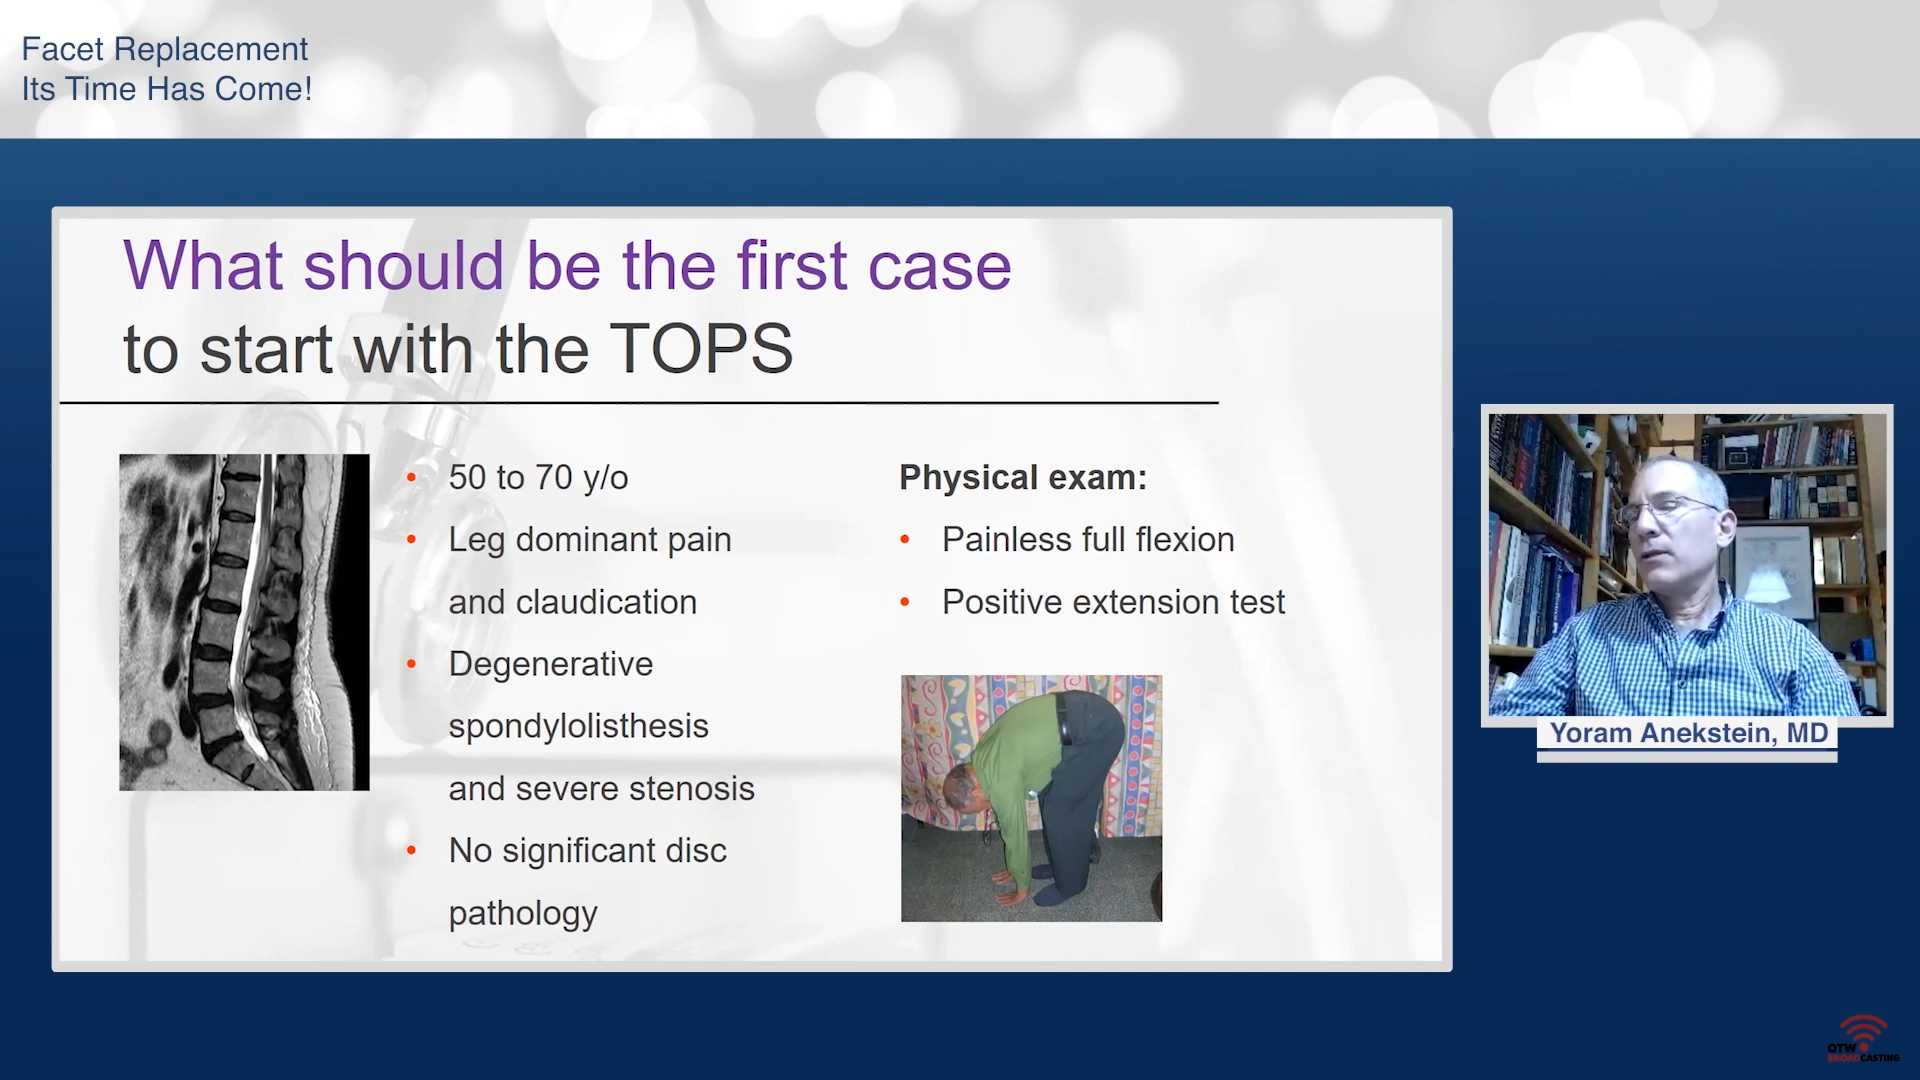 Facet Replacement
Its Time Has Come!
What should be the first case
to start with the TOPS
• 50 to 70 y/o
• Leg dominant pain
and claudication
• Degenerative
spondylolisthesis
and severe stenosis
• No significant disc
pathology
Physical exam:
• Painless full flexion
• Positive extension test
Yoram Anekstein, MD
OTW
BROADCASTING